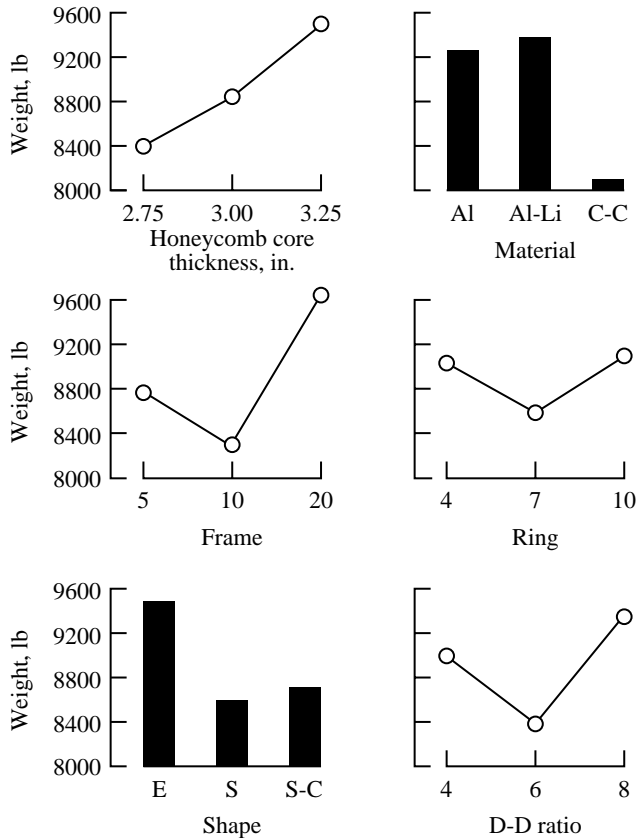 9600
9200
8800
8400
8000
Weight, lb
2.75 3.00 3.25
Honeycomb core
thickness, in.
Al Al-Li C-C
Material
9600
9200
8800
8400
8000
Weight, lb
5 10 20
Frame
4 7 10
Ring
9600
9200
8800
8400
8000
Weight, lb
E S S-C
Shape
4 6 8
D-D ratio